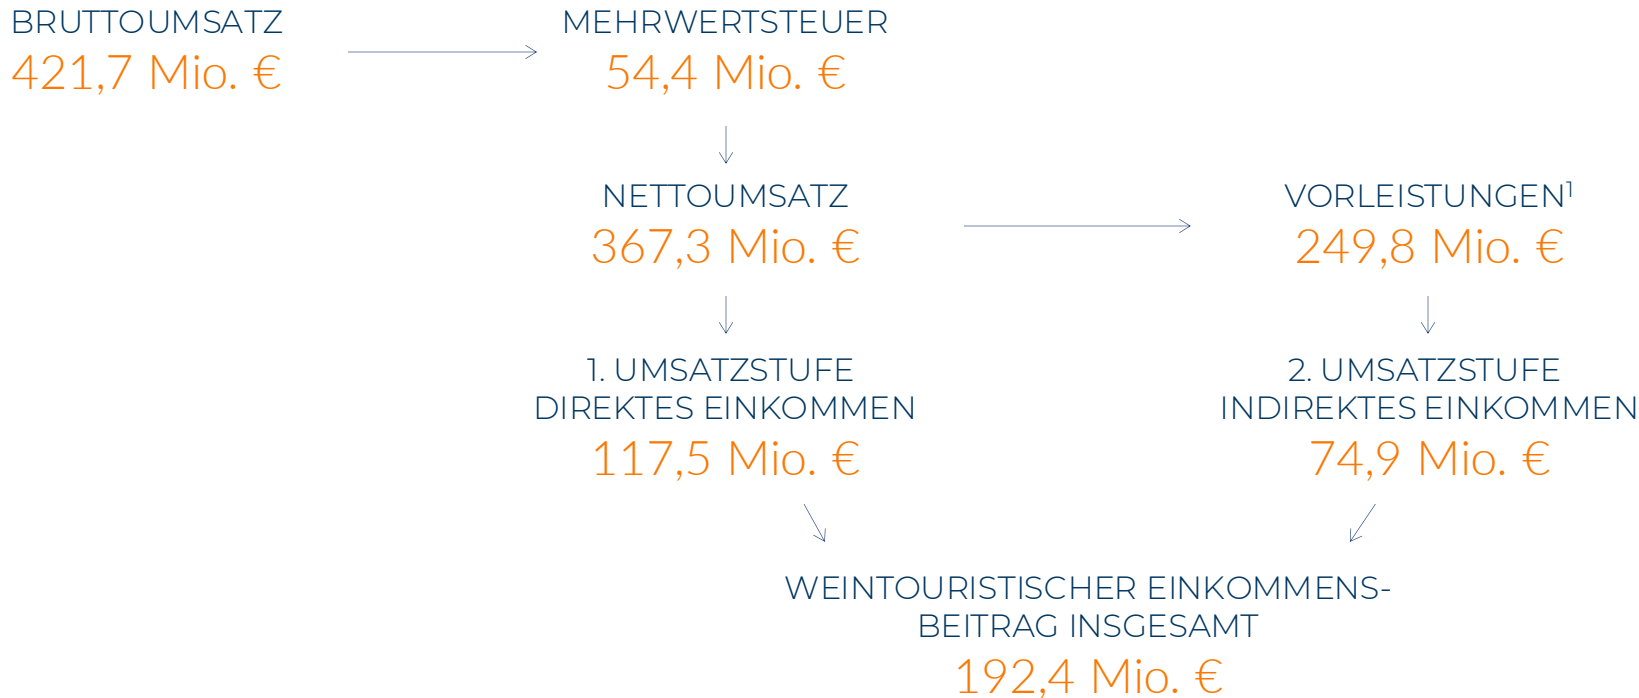 BRUTTOUMSATZ
421,7 Mio. €
MEHRWERTSTEUER
54,4 Mio. €
NETTOUMSATZ
367,3 Mio. €
VORLEISTUNGEN¹
249,8 Mio. €
1. UMSATZSTUFE
DIREKTES EINKOMMEN
117,5 Mio. €
2. UMSATZSTUFE
INDIREKTES EINKOMMEN
74,9 Mio. €
WEINTOURISTISCHER EINKOMMENS-
BEITRAG INSGESAMT
192,4 Mio. €